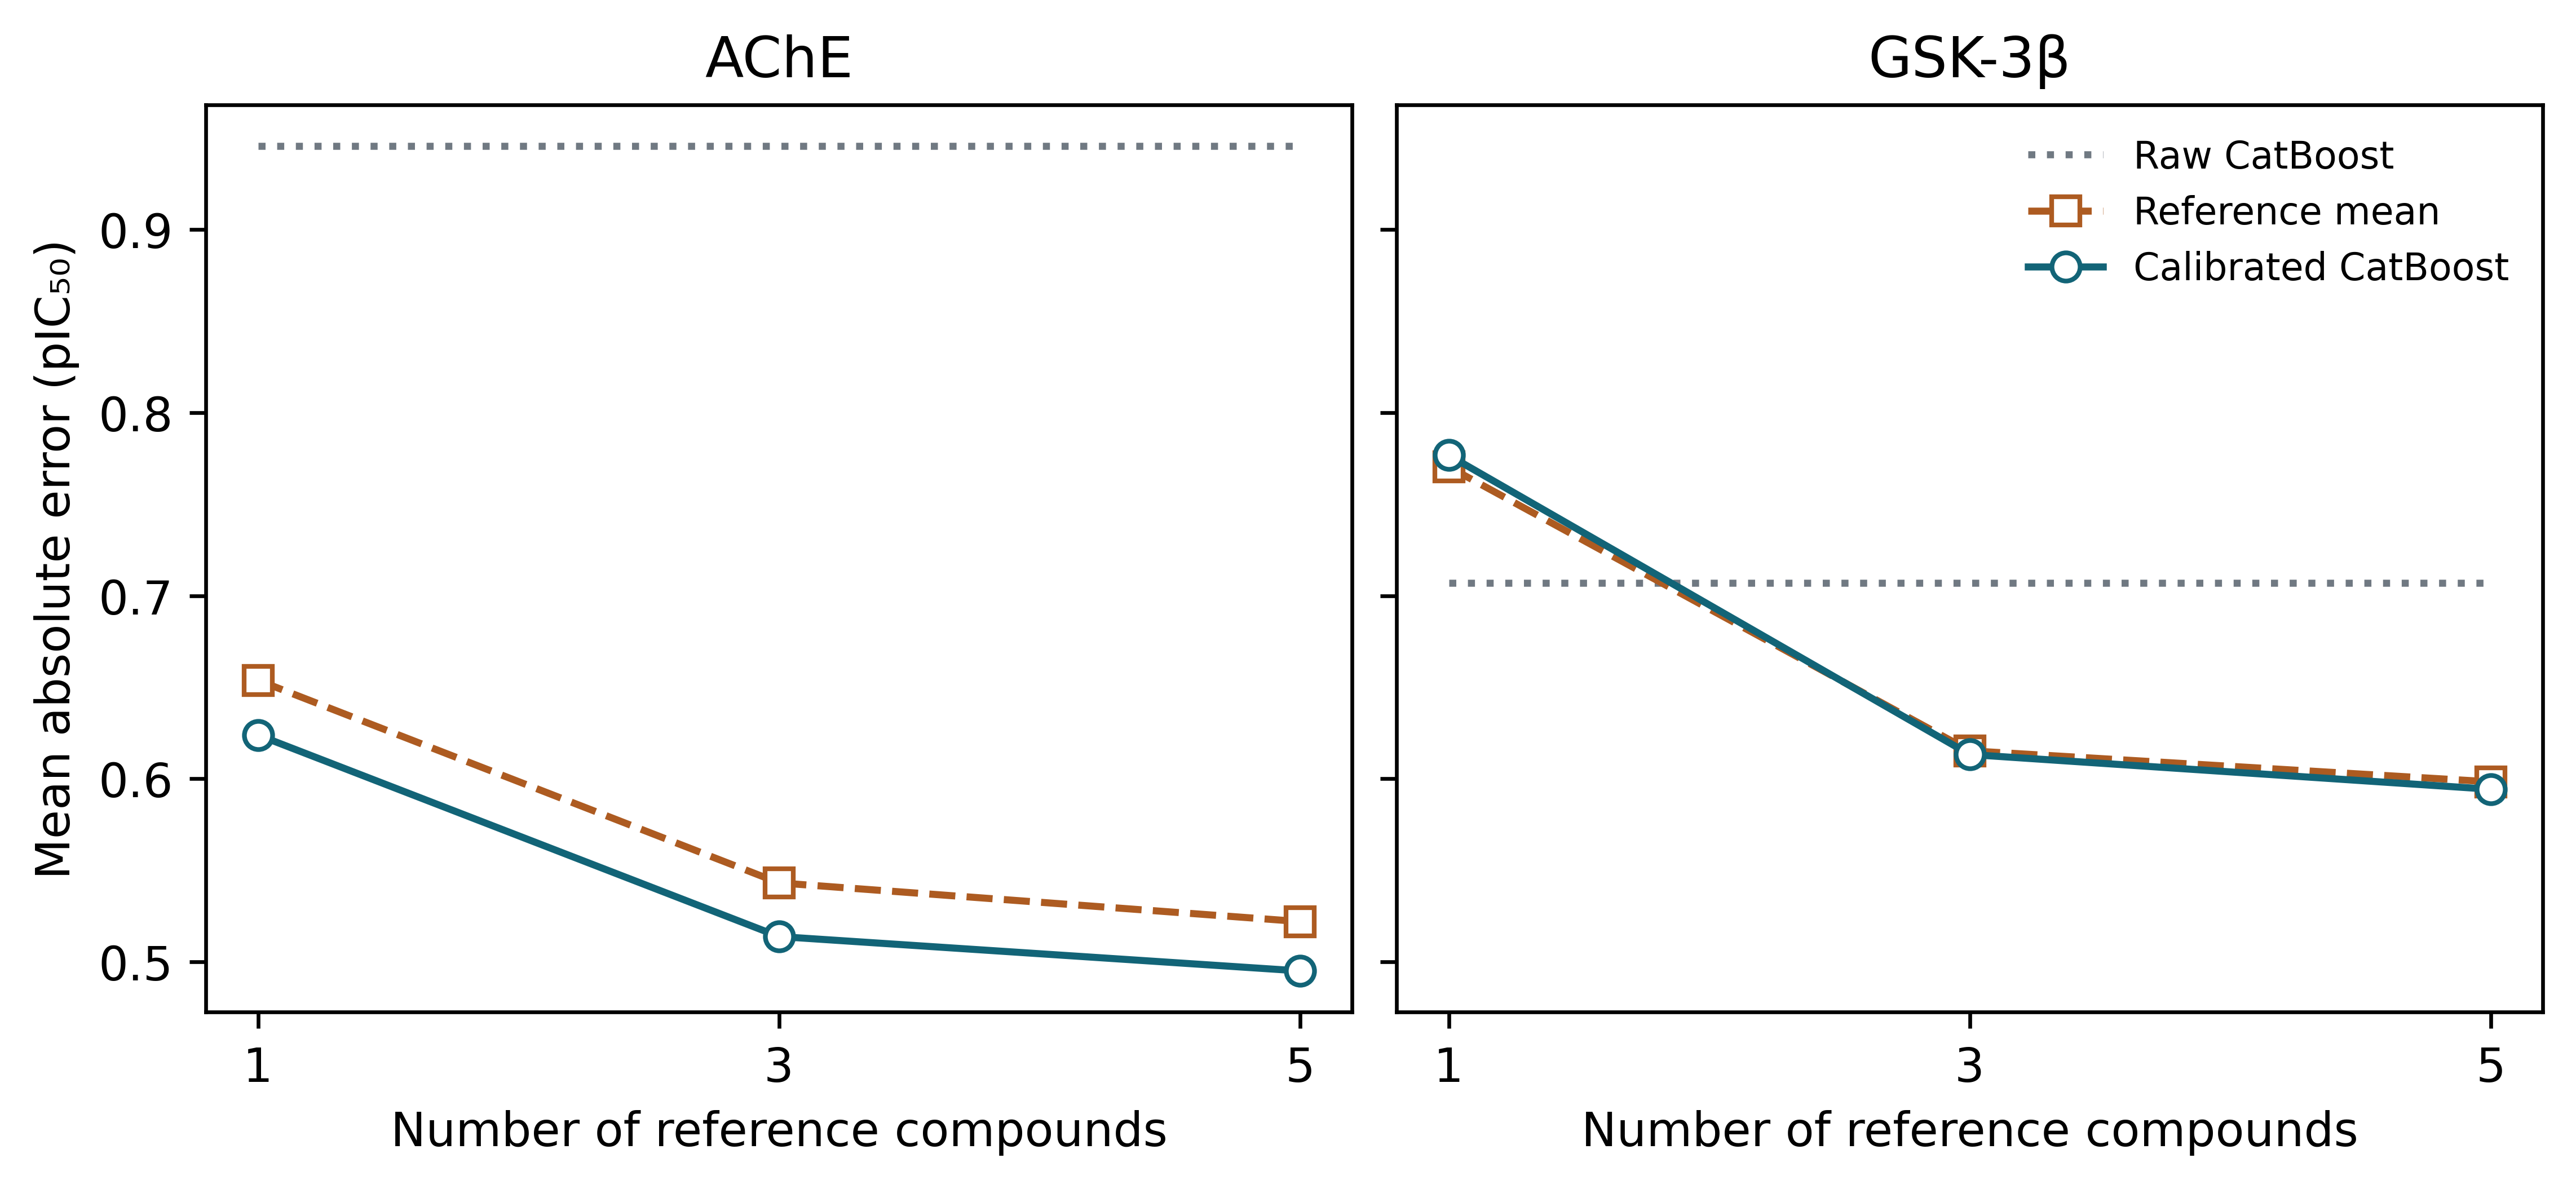 AChE
GSK-3β
Mean absolute error (pIC₅₀)
0.9
0.8
0.7
0.6
0.5
Raw CatBoost
Reference mean
Calibrated CatBoost
1 3 5
1 3 5
Number of reference compounds
Number of reference compounds